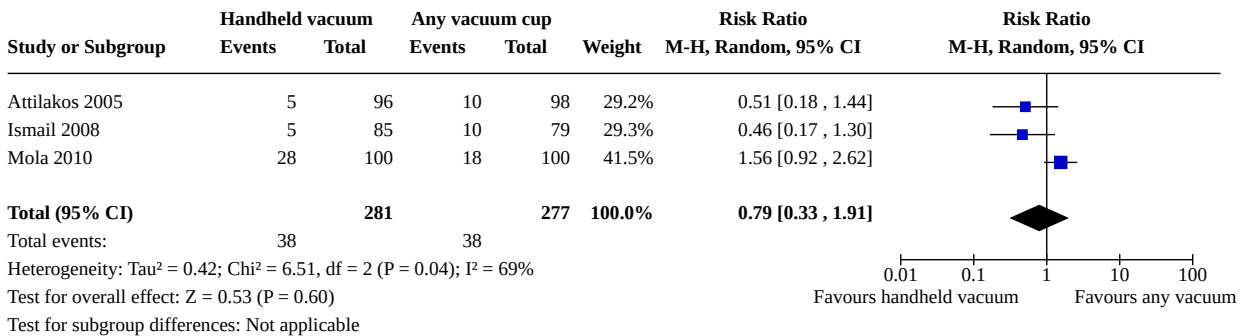 Handheld vacuum Any vacuum cup Risk Ratio Risk Ratio
Study or Subgroup Events Total Events Total Weight M-H, Random, 95% CI M-H, Random, 95% CI
Attilakos 2005 5 96 10 98 29.2% 0.51 [0.18 , 1.44]
Ismail 2008 5 85 10 79 29.3% 0.46 [0.17 , 1.30]
Mola 2010 28 100 18 100 41.5% 1.56 [0.92 , 2.62]
Total (95% CI) 281 277 100.0% 0.79 [0.33 , 1.91]
Total events: 38 38
Heterogeneity: Tau² = 0.42; Chi² = 6.51, df = 2 (P = 0.04); I² = 69%
0.01 0.1 1 10 100
Test for overall effect: Z = 0.53 (P = 0.60)
Favours handheld vacuum Favours any vacuum
Test for subgroup differences: Not applicable